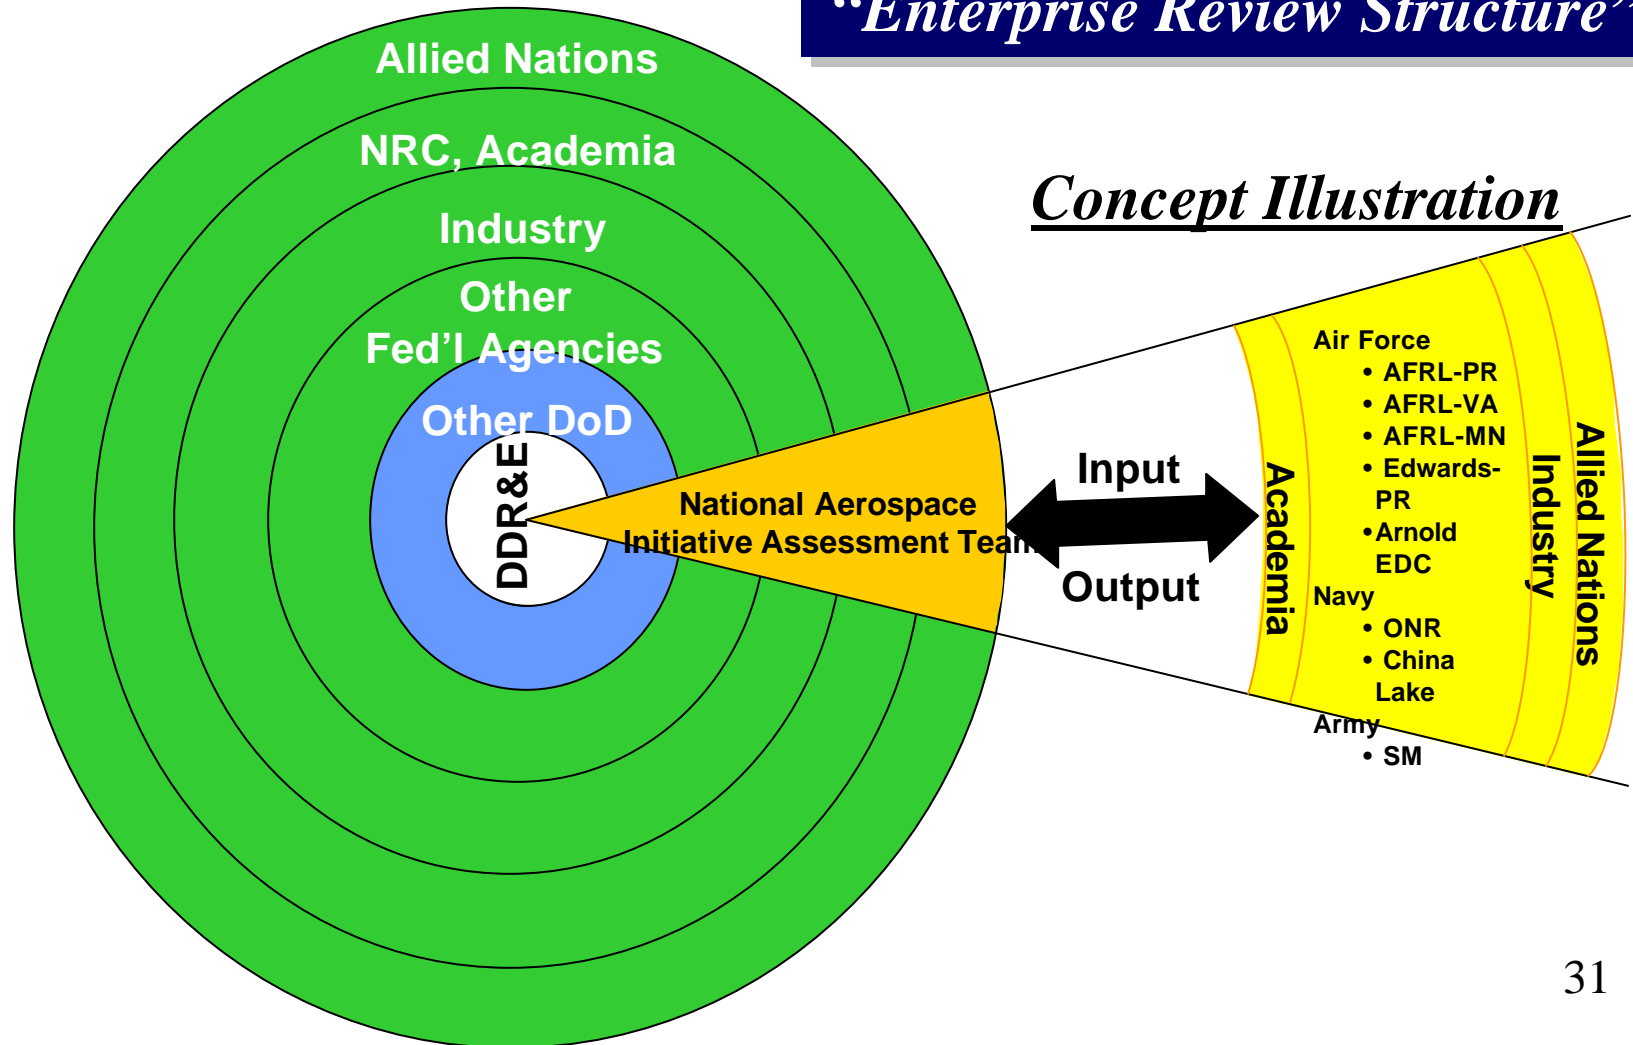 “Enterprise Review Structure”
Concept Illustration
Allied Nations
NRC, Academia
Industry
Other
Fed’l Agencies
Other DoD
DDR&E
National Aerospace
Initiative Assessment Team
Input
Output
Academia
Air Force
• AFRL-PR
• AFRL-VA
• AFRL-MN
• Edwards-
PR
•Arnold
EDC
Navy
• ONR
• China
Lake
Army
• SM
Industry
Allied Nations
31